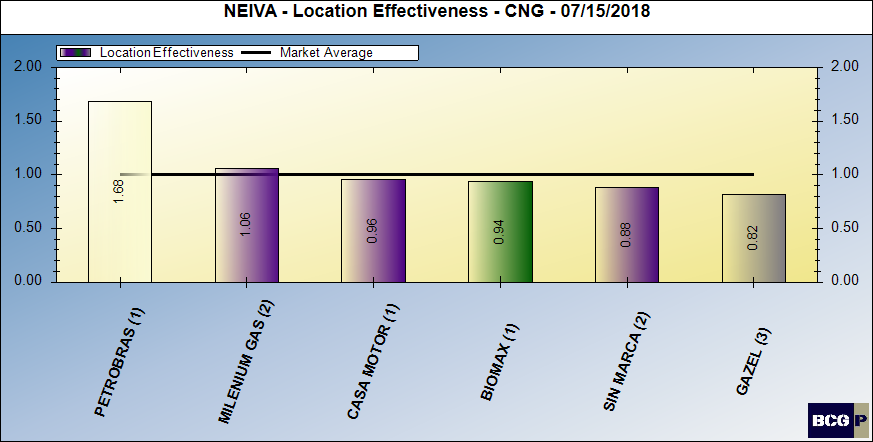 NEIVA - Location Effectiveness - CNG - 07/15/2018
Location Effectiveness Market Average
2.00 2.00
1.50 1.50
1.00 1.00
0.50 0.50
0.00 0.00
1.68
1.06
0.96
0.94
0.88
0.82
PETROBRAS (1)
MILENIUM GAS (2)
CASA MOTOR (1)
BIOMAX (1)
SIN MARCA (2)
GAZEL (3)
BCG P